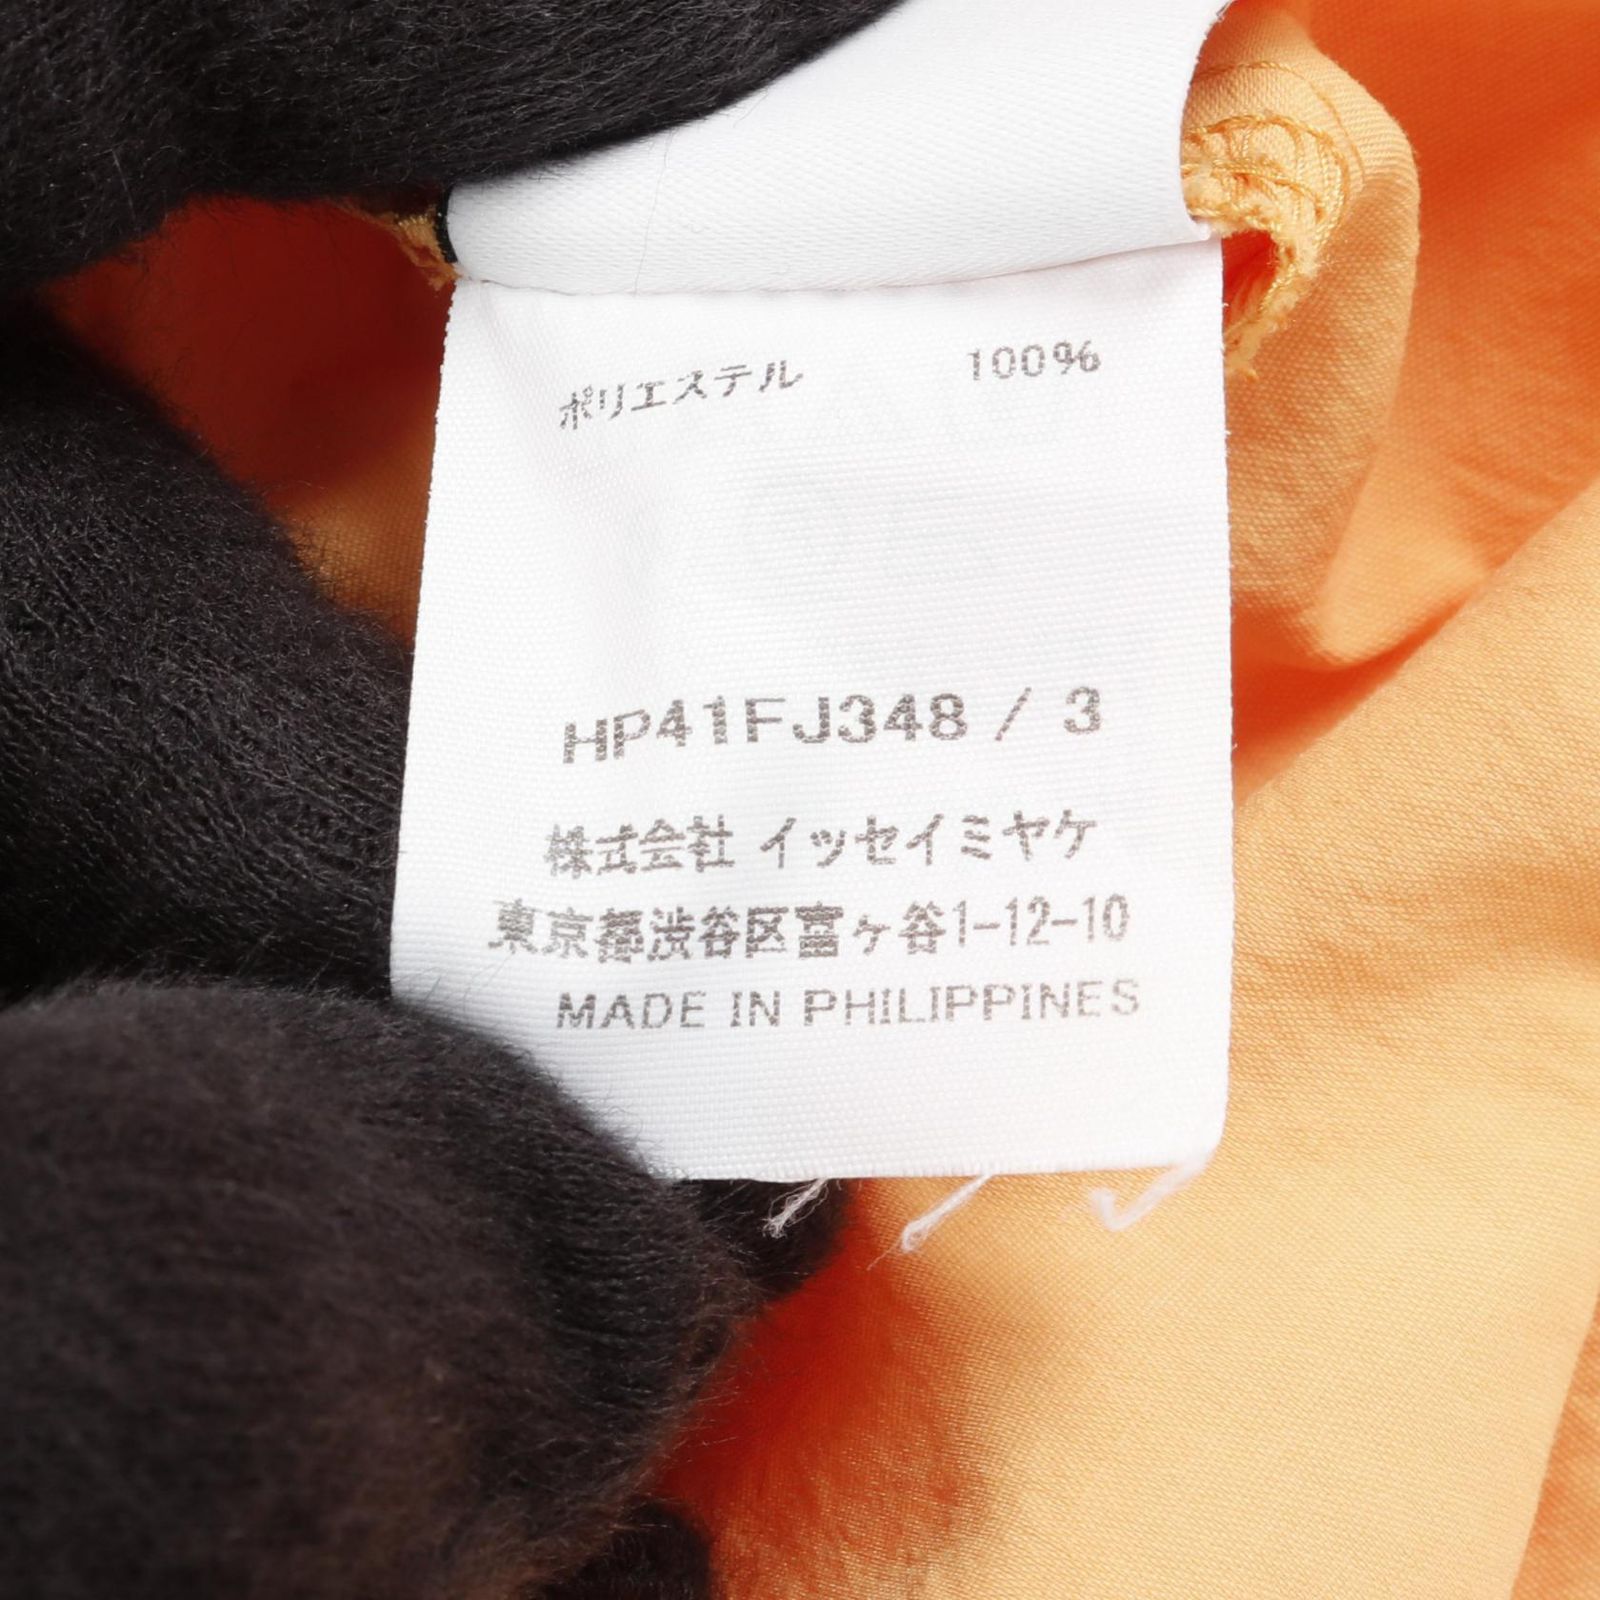 ポリエステル 100%
HP41FJ348 / 3
株式会社 イッセイミヤケ
東京都渋谷区富ヶ谷1-12-10
MADE IN PHILIPPINES